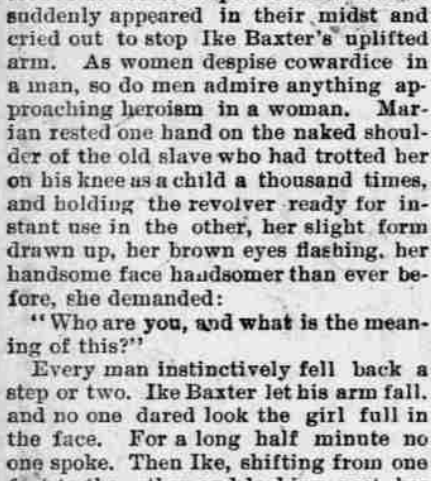 suddenly appeared in their midst and
cried out to stop Ike Baxter's uplifted
arm. As women despise cowardice in
a man, so do men admire anything ap-
proaching heroism in a woman. Mar-
ian rested one hand on the naked shoul-
der of the old slave who had trotted her
on his knee as a child a thousand times,
and holding the revolver ready for in-
stant use in the other, her slight form
drawn up, her brown eyes flashing, her
handsome face handsomer than ever be-
fore, she demanded:
"Who are you, and what is the mean-
ing of this?"
Every man instinctively fell back a
step or two. Ike Baxter let his arm fall.
and no one dared look the girl full in
the face. For a long half minute no
one spoke. Then Ike, shifting from one